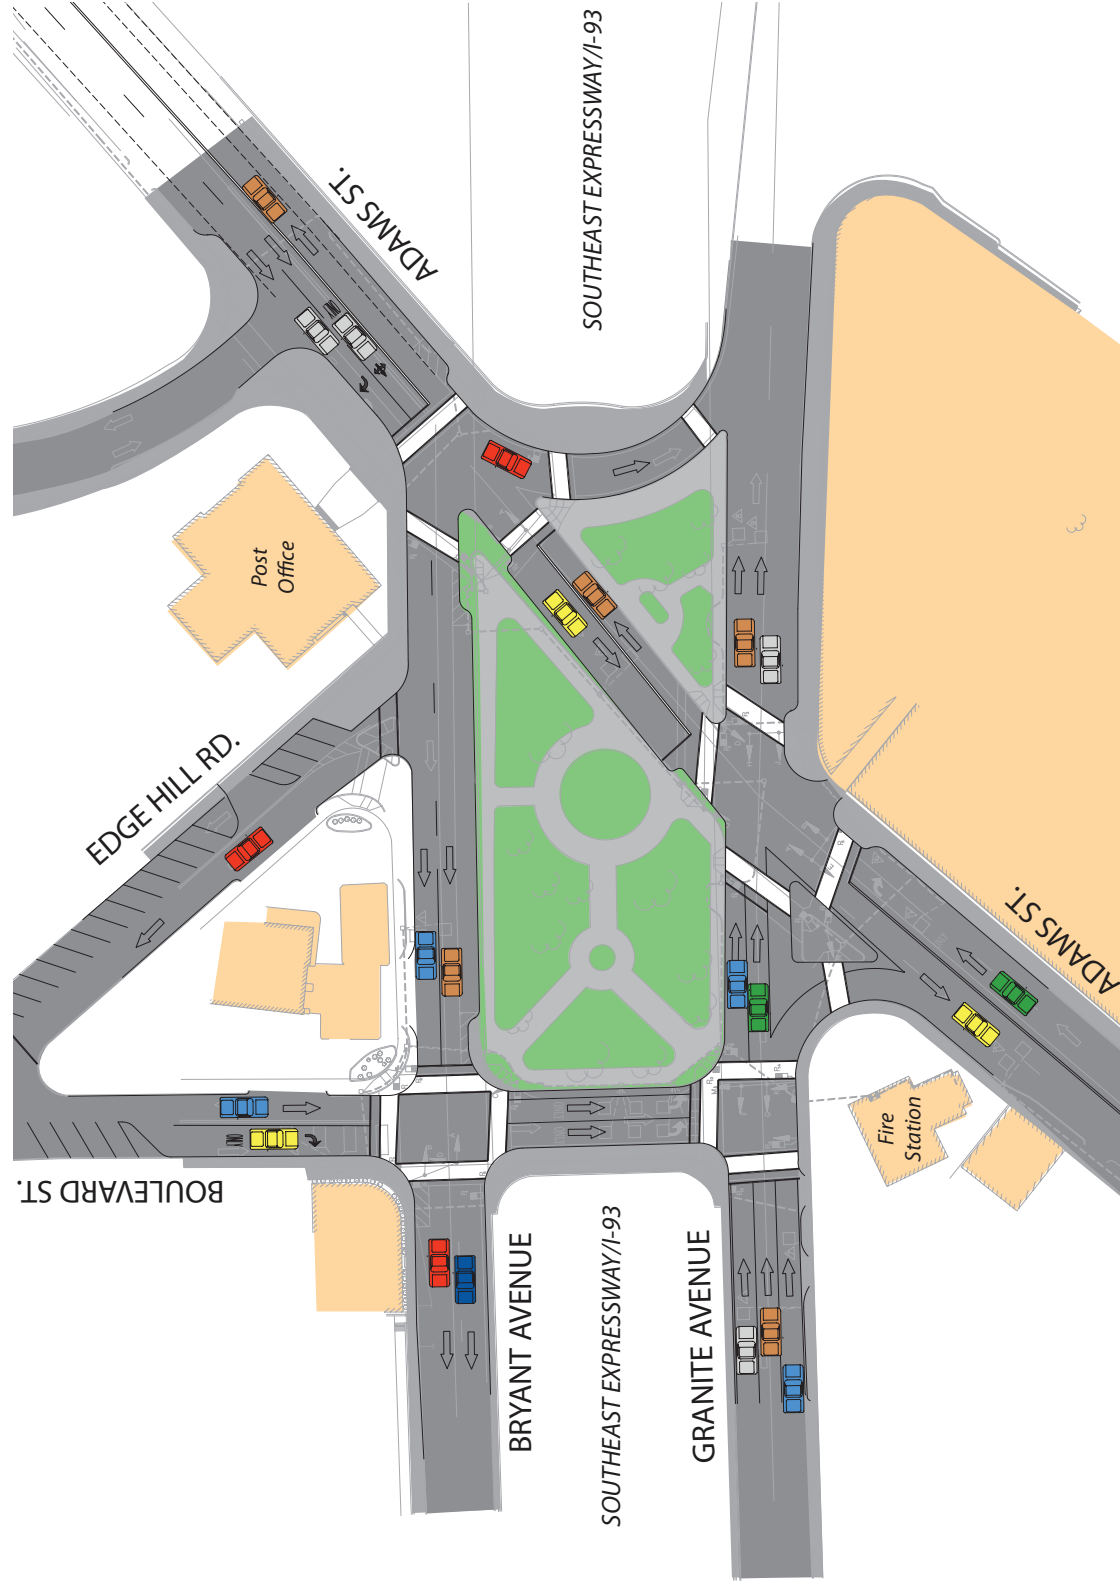 SOUTHEAST EXPRESSWAY/I-93
ADAMS ST.
Post
Office
EDGE HILL RD.
ADAMS ST.
Fire
Station
BOULEVARD ST.
BRYANT AVENUE
SOUTHEAST EXPRESSWAY/I-93
GRANITE AVENUE